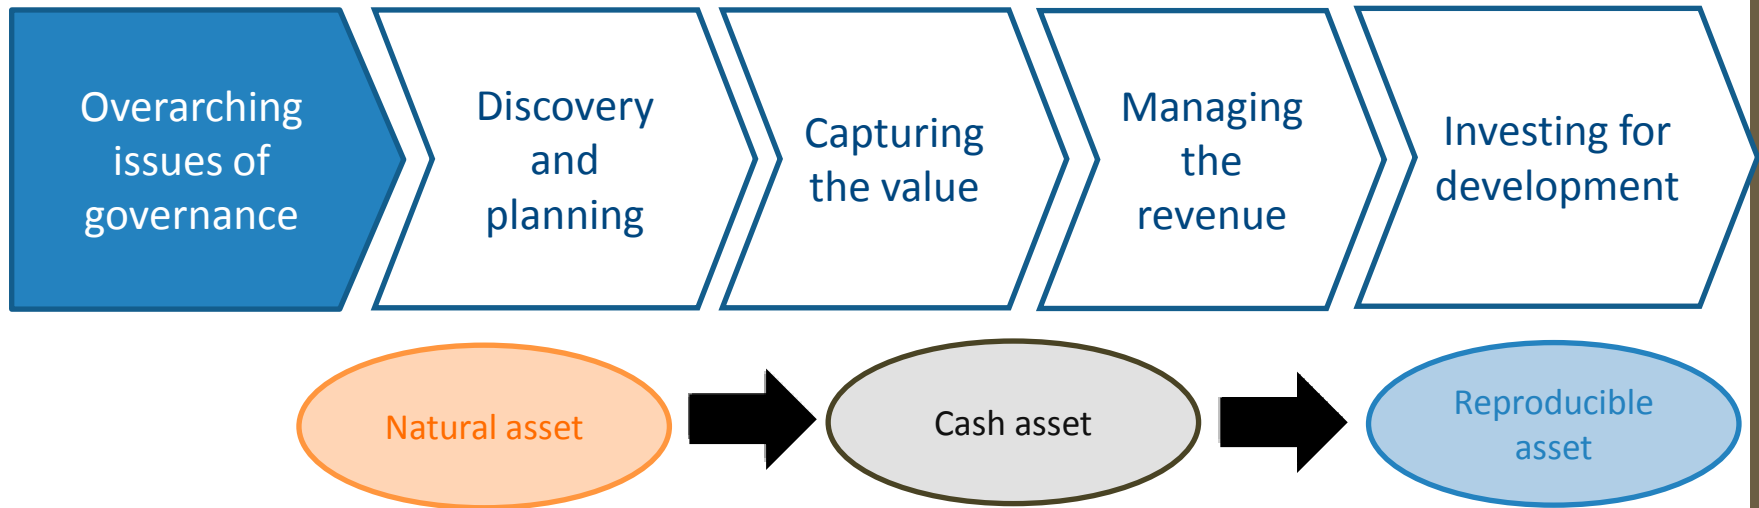 Overarching
issues of
governance
Discovery
and
planning
Capturing
the value
Managing
the
revenue
Investing for
development
Natural asset
Cash asset
Reproducible
asset